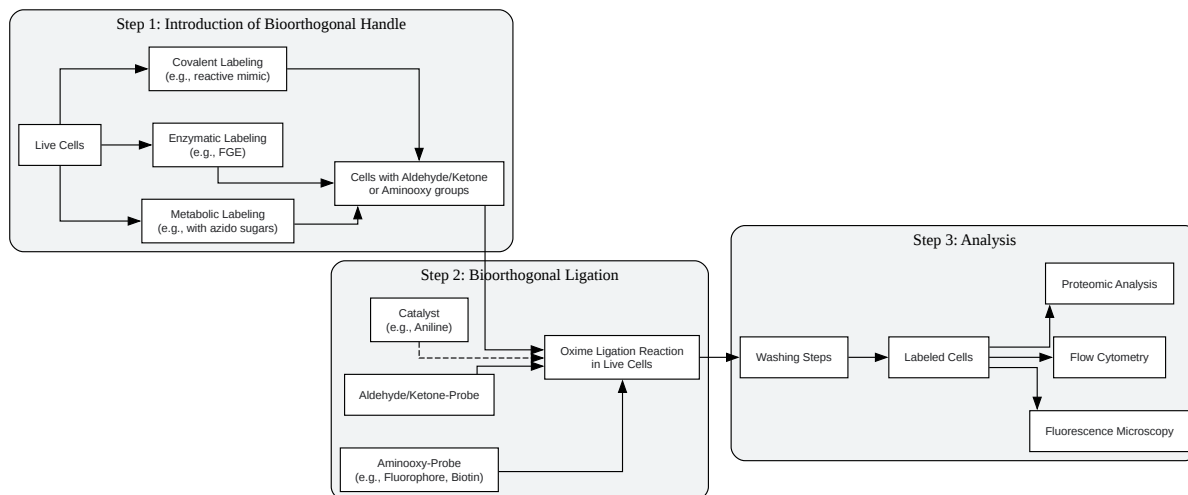 Step 1: Introduction of Bioorthogonal Handle
Covalent Labeling
(e.g., reactive mimic)
Live Cells
Enzymatic Labeling
(e.g., FGE)
Cells with Aldehyde/Ketone
or Aminooxy groups
Metabolic Labeling
(e.g., with azido sugars)
Step 2: Bioorthogonal Ligation
Catalyst
(e.g., Aniline)
Oxime Ligation Reaction
in Live Cells
Aldehyde/Ketone-Probe
Aminooxy-Probe
(e.g., Fluorophore, Biotin)
Step 3: Analysis
Proteomic Analysis
Washing Steps
Labeled Cells
Flow Cytometry
Fluorescence Microscopy